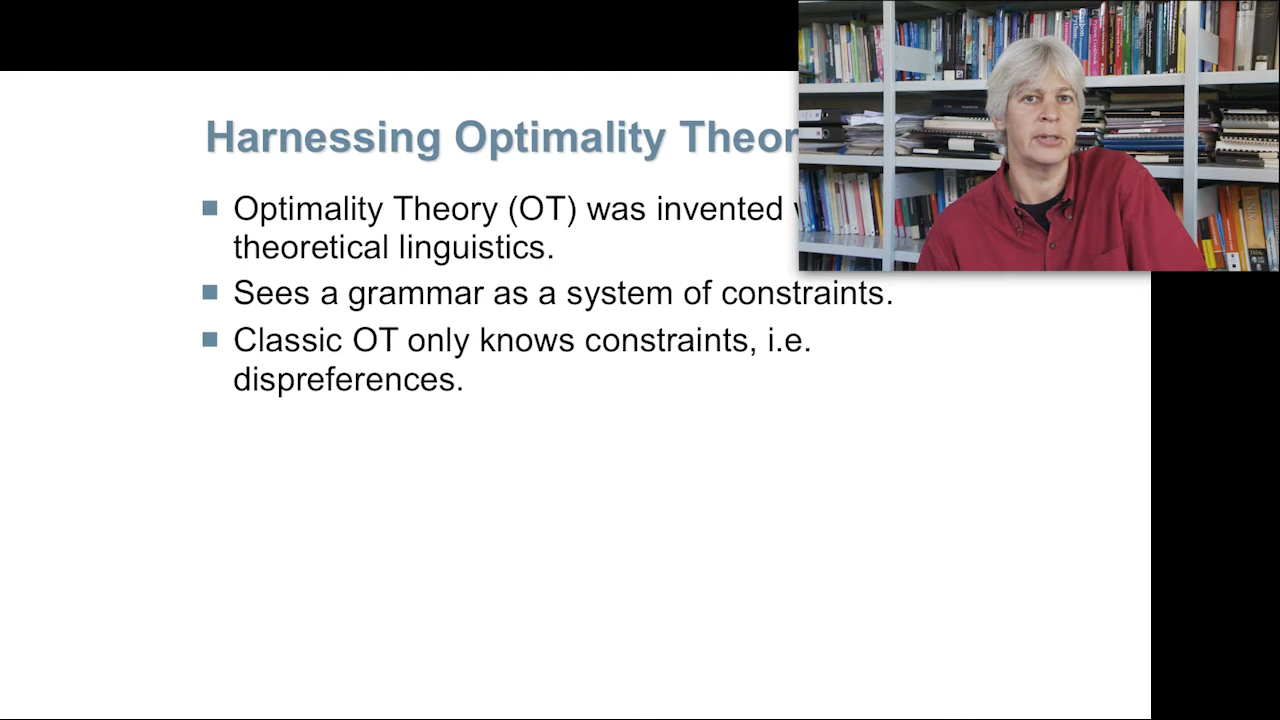 Harnessing Optimality Theor
Optimality Theory (OT) was invented
theoretical linguistics.
Sees a grammar as a system of constraints.
Classic OT only knows constraints, i.e.
dispreferences.